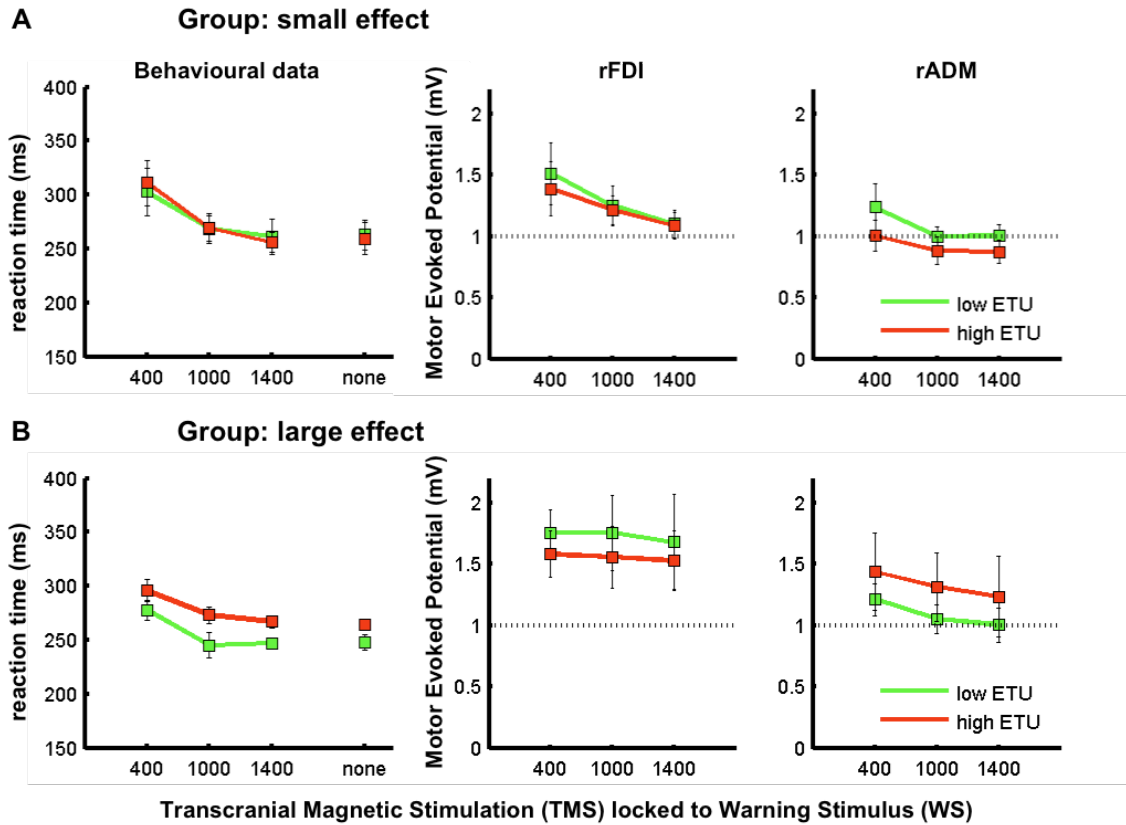 A Group: small effect
Behavioural data rFDI rADM
reaction time (ms)
400
350
300
250
200
150
400 1000 1400 none
Motor Evoked Potential (mV)
2
1.5
1
0.5
0
400 1000 1400
2
1.5
1
0.5
0
low ETU
high ETU
400 1000 1400
B Group: large effect
reaction time (ms)
400
350
300
250
200
150
400 1000 1400 none
Motor Evoked Potential (mV)
2
1.5
1
0.5
0
400 1000 1400
2
1.5
1
0.5
0
low ETU
high ETU
400 1000 1400
Transcranial Magnetic Stimulation (TMS) locked to Warning Stimulus (WS)